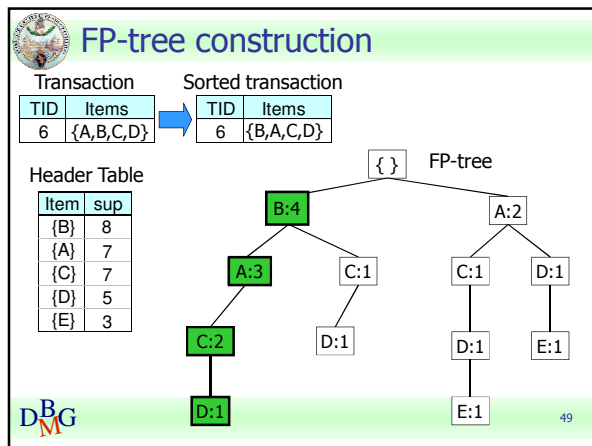 FP-tree construction
Transaction
TID Items
6 {A,B,C,D}
Sorted transaction
TID Items
6 {B,A,C,D}
Header Table
Item sup
{B} 8
{A} 7
{C} 7
{D} 5
{E} 3
FP-tree
{ }
B:4 A:2
A:3 C:1 C:1 D:1
C:2 D:1 D:1 E:1
D:1 E:1
DBMG
49